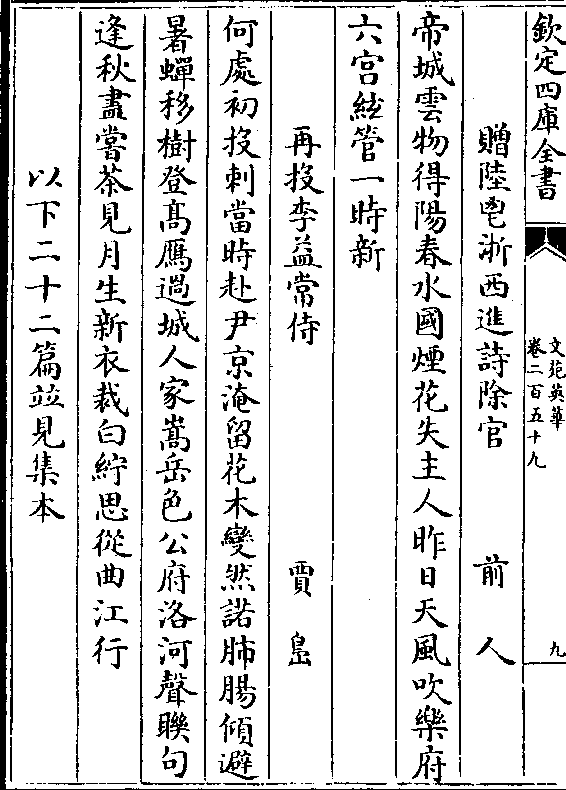 欽定四庫全書
文苑英華
卷二百五十九
九
贈陸鬯浙西進詩除官　前人
帝城雲物得陽春水國煙花失主人昨日天風吹樂府
六宫絃管一時新
再投李益常侍　賈島
何處初投刺當時赴尹京淹留花木變然諾肺腸傾避
暑蟬移樹登髙鴈過城人家嵩岳色公府洛河聲聨句
逢秋盡嘗茶見月生新衣裁白紵思從曲江行
以下二十二篇竝見集本